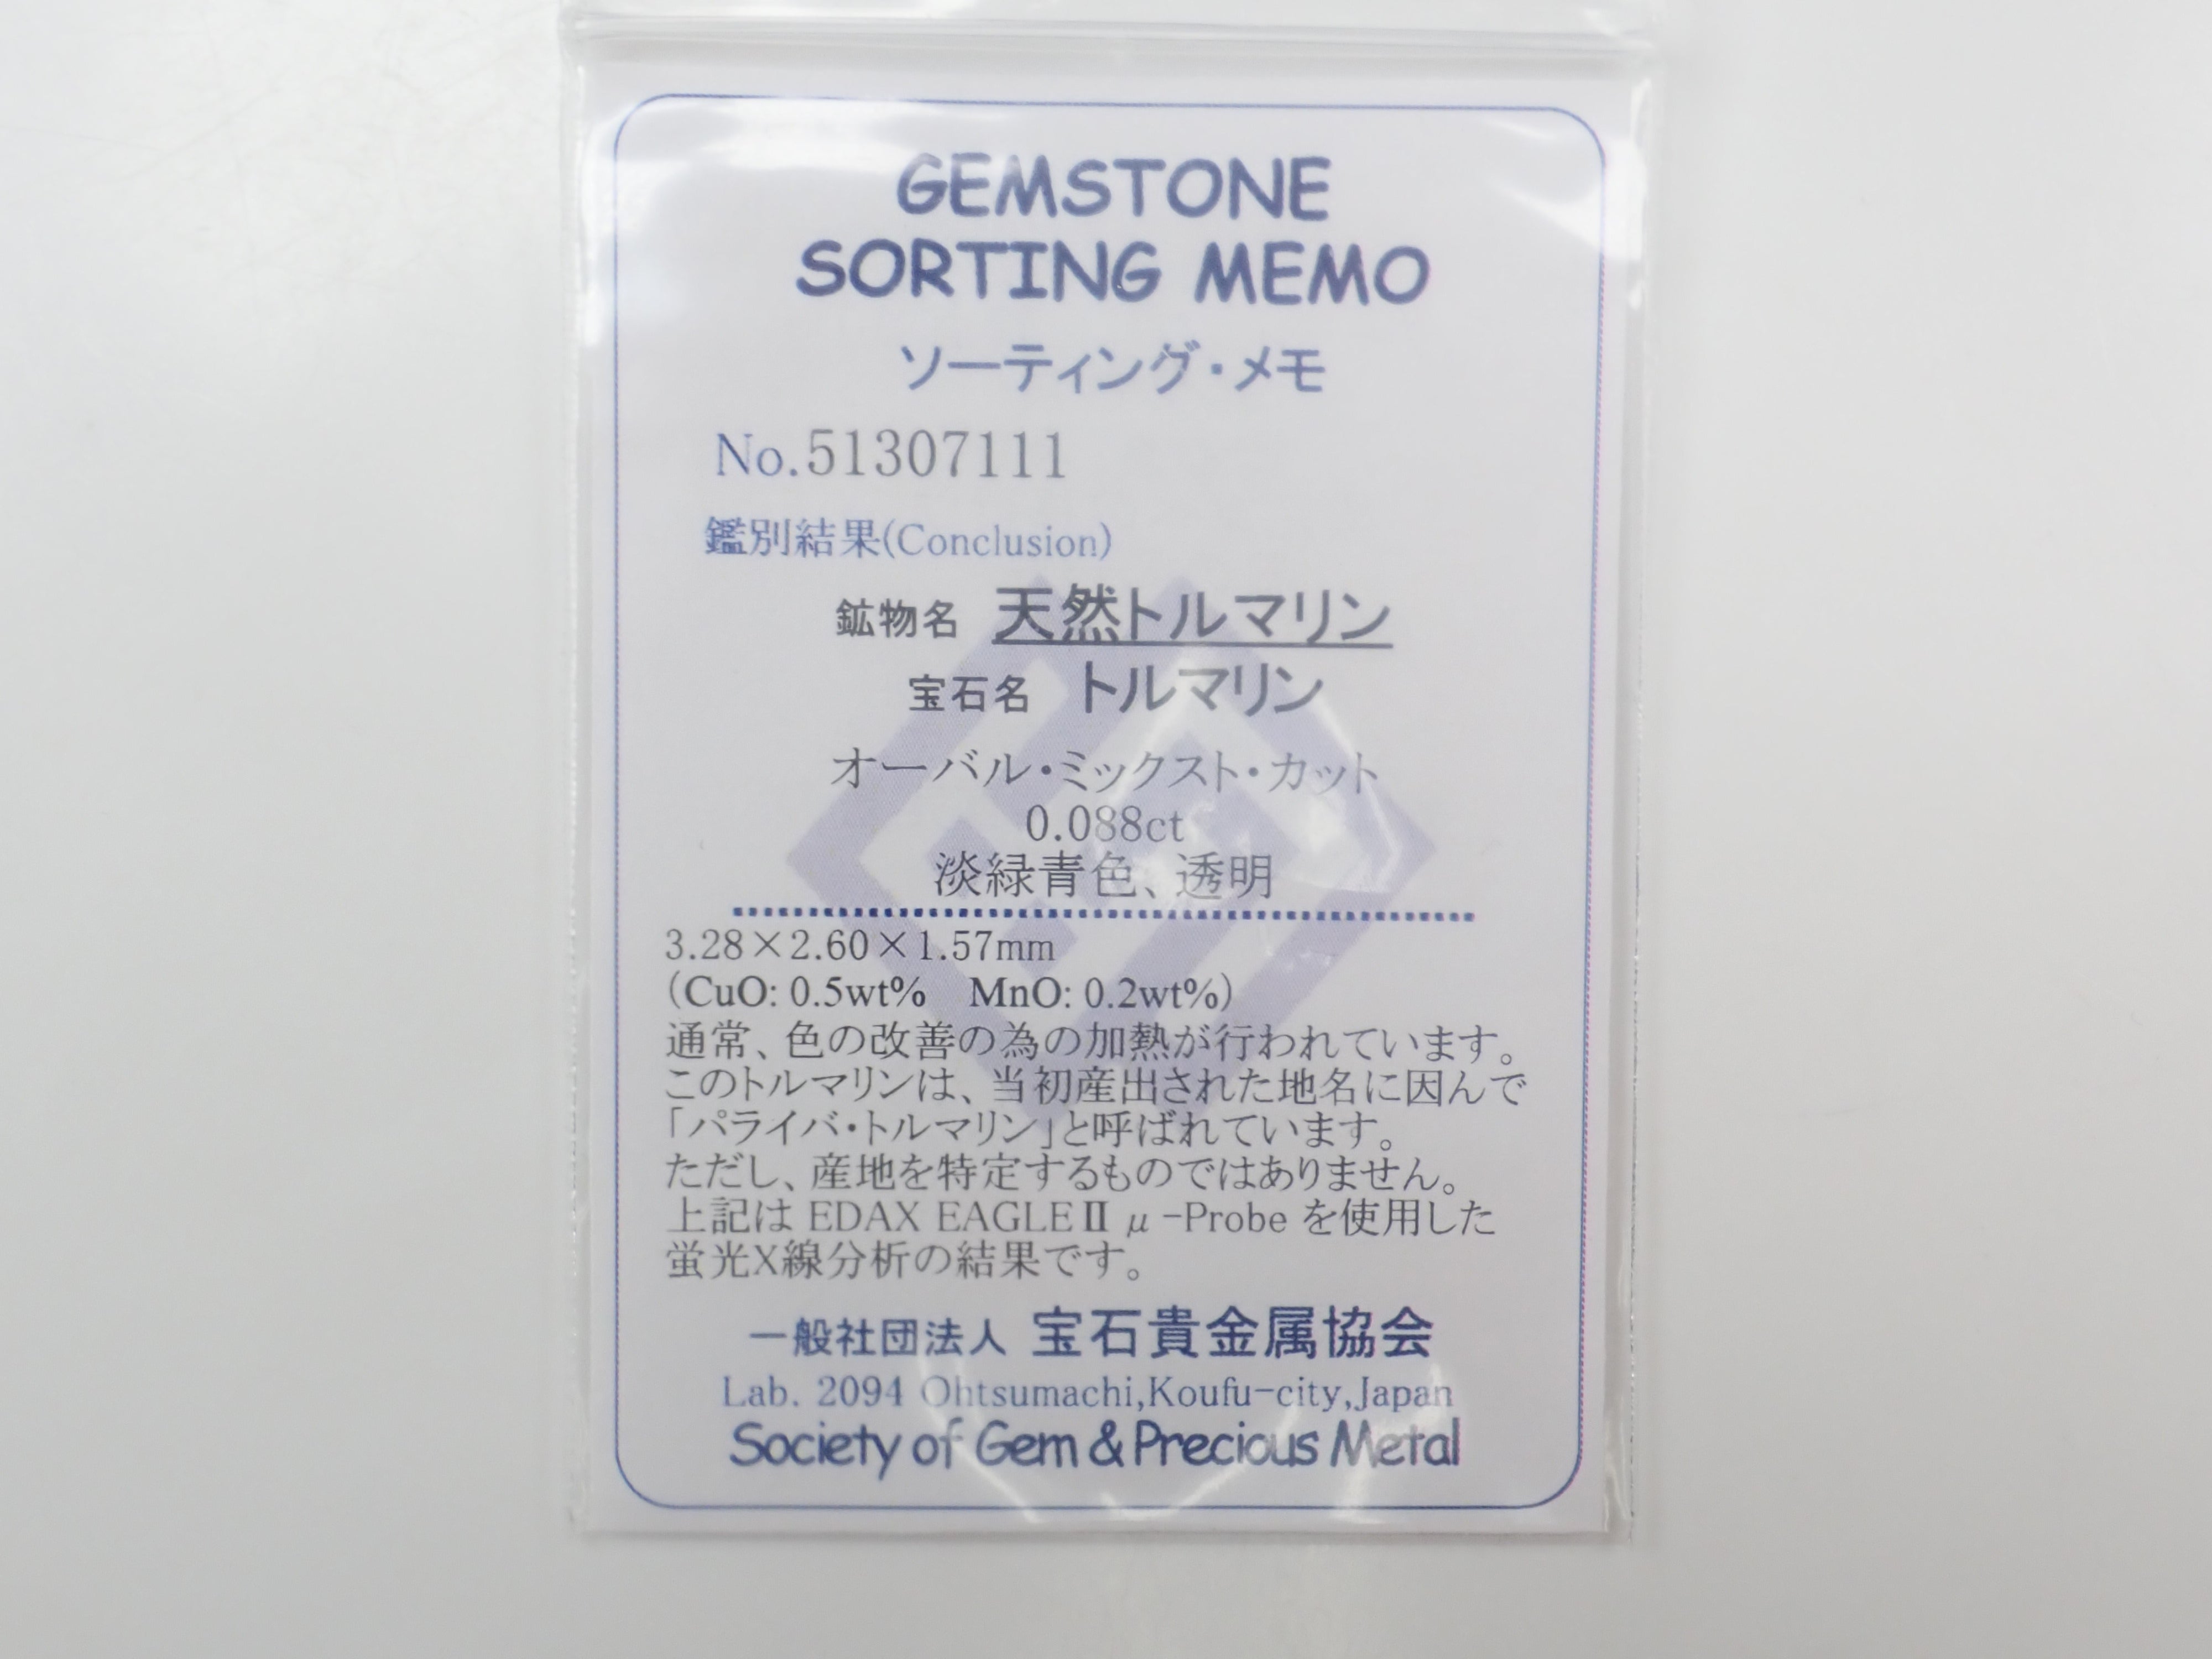 GEMSTONE
SORTING MEMO
ソーティング・メモ
No.51307111
鑑別結果(Conclusion)
鉱物名 天然トルマリン
宝石名 トルマリン
オーバル・ミックスト・カット
0.088ct
淡緑青色、透明
3.28×2.60×1.57mm
(CuO: 0.5wt% MnO: 0.2wt%)
通常、色の改善の為の加熱が行われています。
このトルマリンは、当初産出された地名に因んで
「パライバ・トルマリン」と呼ばれています。
ただし、産地を特定するものではありません。
上記は EDAX EAGLEⅡ μ-Probe を使用した
蛍光X線分析の結果です。
一般社団法人 宝石貴金属協会
Lab. 2094 Ohtsumachi,Koufu-city,Japan
Society of Gem & Precious Metal